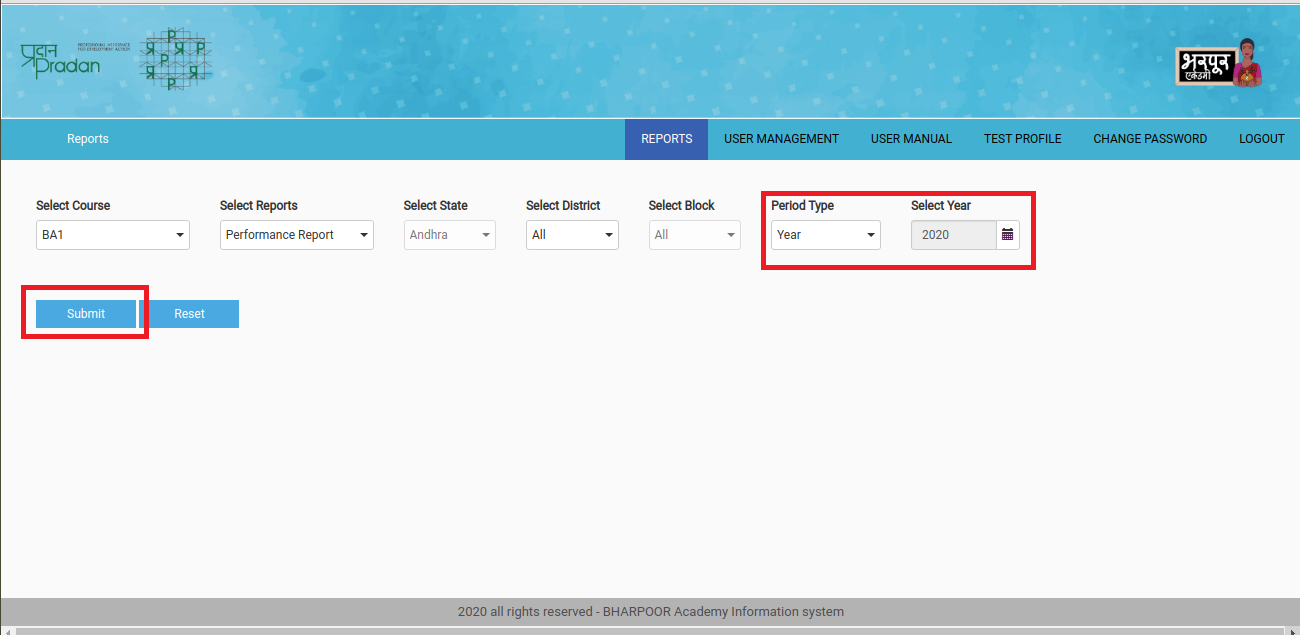 प्रदान
Pradan
PROFESSIONAL ASSISTANCE
FOR DEVELOPMENT ACTION
P
प्र प्र P
P
P प्र
प्र P
P
भरपूर
एकेडमी
Reports
REPORTS USER MANAGEMENT USER MANUAL TEST PROFILE CHANGE PASSWORD LOGOUT
Select Course Select Reports Select State Select District Select Block Period Type Select Year
BA1 Performance Report Andhra All All Year 2020
Submit Reset
2020 all rights reserved - BHARPOOR Academy Information system